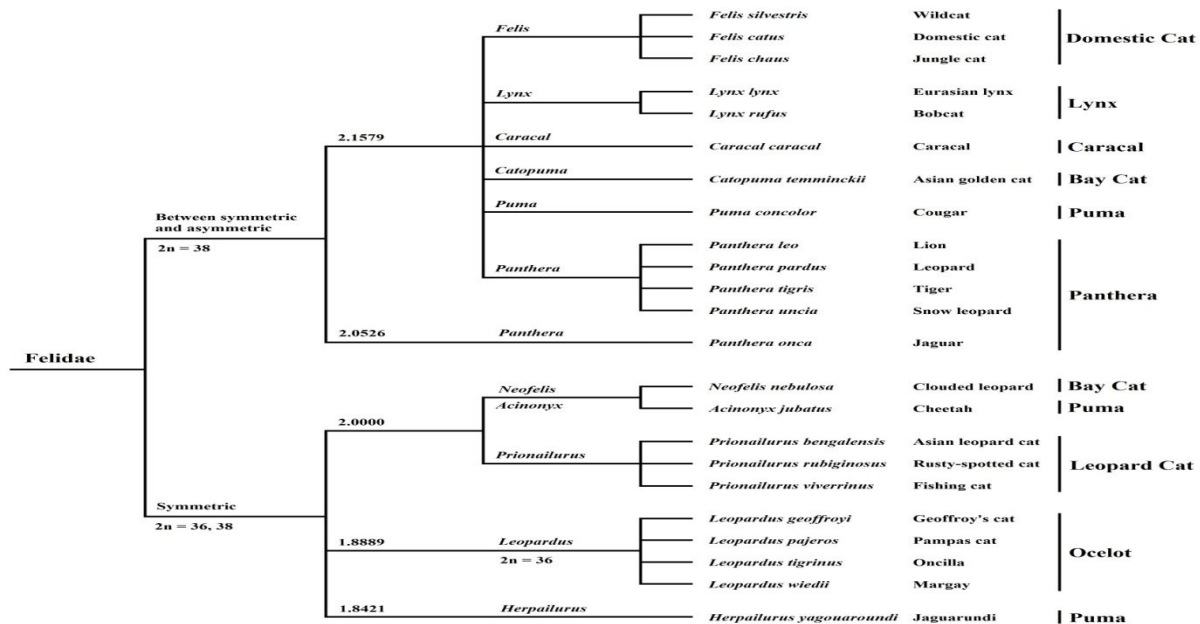 Felis silvestris Wildcat
Felis Felis catus Domestic cat Domestic Cat
Felis chaus Jungle cat
Lynx Lynx lynx Eurasian lynx
Lynx rufus Bobcat Lynx
2.1579 Caracal Caracal caracal Caracal Caracal
Catopuma Catopuma temminckii Asian golden cat Bay Cat
Between symmetric
and asymmetric
2n = 38
Puma Puma concolor Cougar Puma
Panthera leo Lion
Panthera Panthera pardus Leopard
Panthera tigris Tiger Panthera
Panthera uncia Snow leopard
2.0526 Panthera Panthera onca Jaguar
Felidae
Neofelis Neofelis nebulosa Clouded leopard Bay Cat
Acinonyx Acinonyx jubatus Cheetah Puma
2.0000
Prionailurus bengalensis Asian leopard cat
Prionailurus Prionailurus rubiginosus Rusty-spotted cat Leopard Cat
Prionailurus viverrinus Fishing cat
Symmetric
2n = 36, 38
Leopardus geoffroyi Geoffroy's cat
1.8889 Leopardus Leopardus pajeros Pampas cat Ocelot
2n = 36 Leopardus tigrinus Oncilla
Leopardus wiedii Margay
1.8421 Herpailurus Herpailurus yagouaroundi Jaguarundi Puma